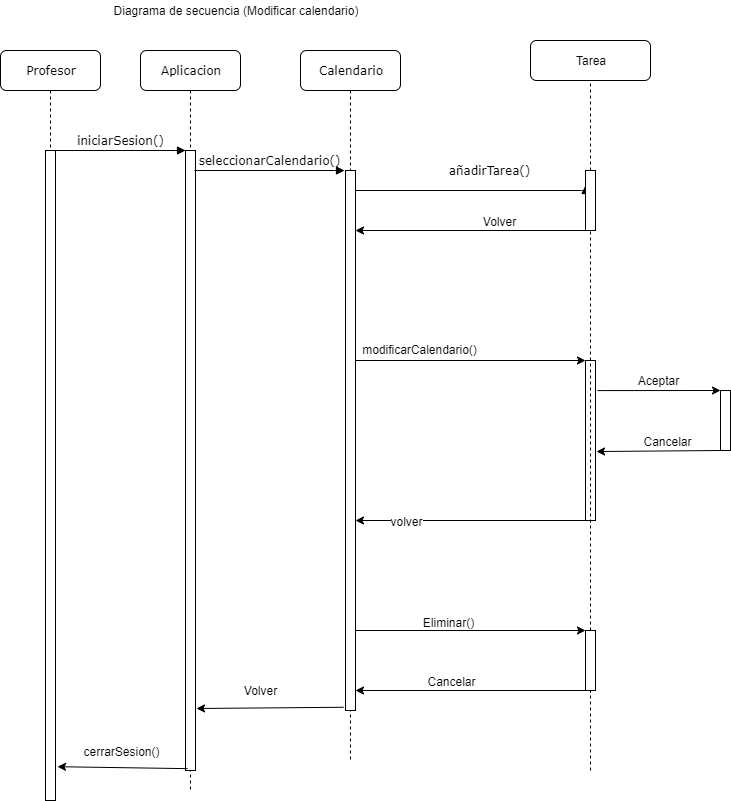 Diagrama de secuencia (Modificar calendario)
Profesor
Aplicacion
Calendario
Tarea
iniciarSesion()
seleccionarCalendario()
añadirTarea()
Volver
modificarCalendario()
Aceptar
Cancelar
volver
Eliminar()
Cancelar
Volver
cerrarSesion()